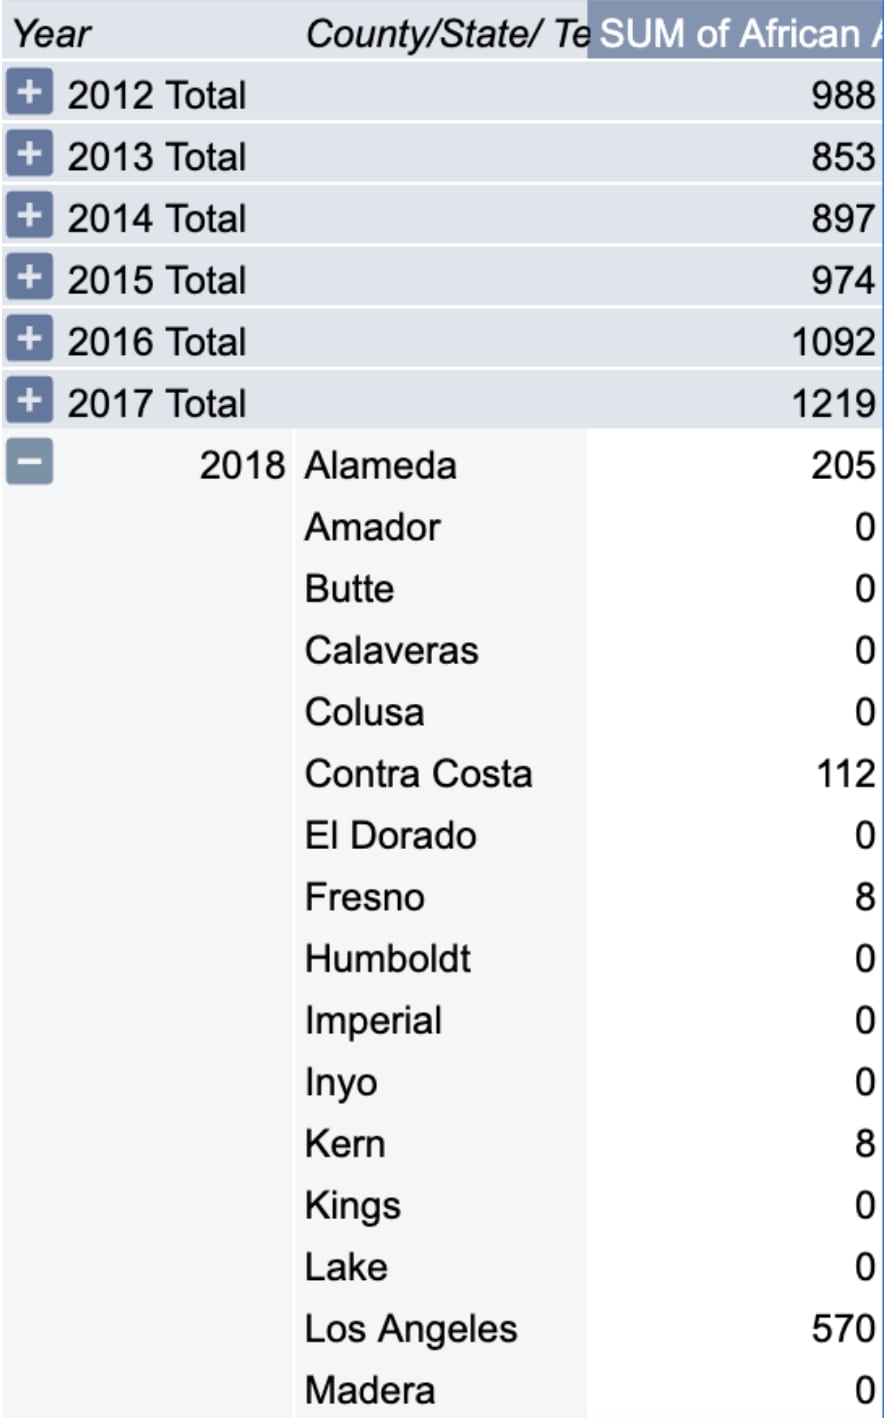 Year County/State/ Te SUM of African A
+ 2012 Total 988
+ 2013 Total 853
+ 2014 Total 897
+ 2015 Total 974
+ 2016 Total 1092
+ 2017 Total 1219
− 2018 Alameda 205
Amador 0
Butte 0
Calaveras 0
Colusa 0
Contra Costa 112
El Dorado 0
Fresno 8
Humboldt 0
Imperial 0
Inyo 0
Kern 8
Kings 0
Lake 0
Los Angeles 570
Madera 0